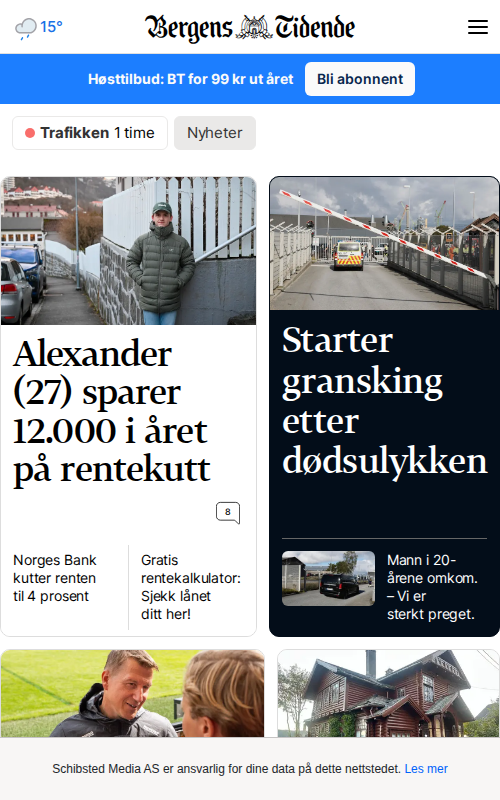 15°
Bergens Tidende
Høsttilbud: BT for 99 kr ut året
Bli abonnent
Trafikken 1 time
Nyheter
Alexander
(27) sparer
12.000 i året
på rentekutt
8
Norges Bank
kutter renten
til 4 prosent
Gratis
rentekalkulator:
Sjekk lånet
ditt her!
Starter
gransking
etter
dødsulykken
Mann i 20-
årene omkom.
– Vi er
sterkt preget.
Schibsted Media AS er ansvarlig for dine data på dette nettstedet. Les mer